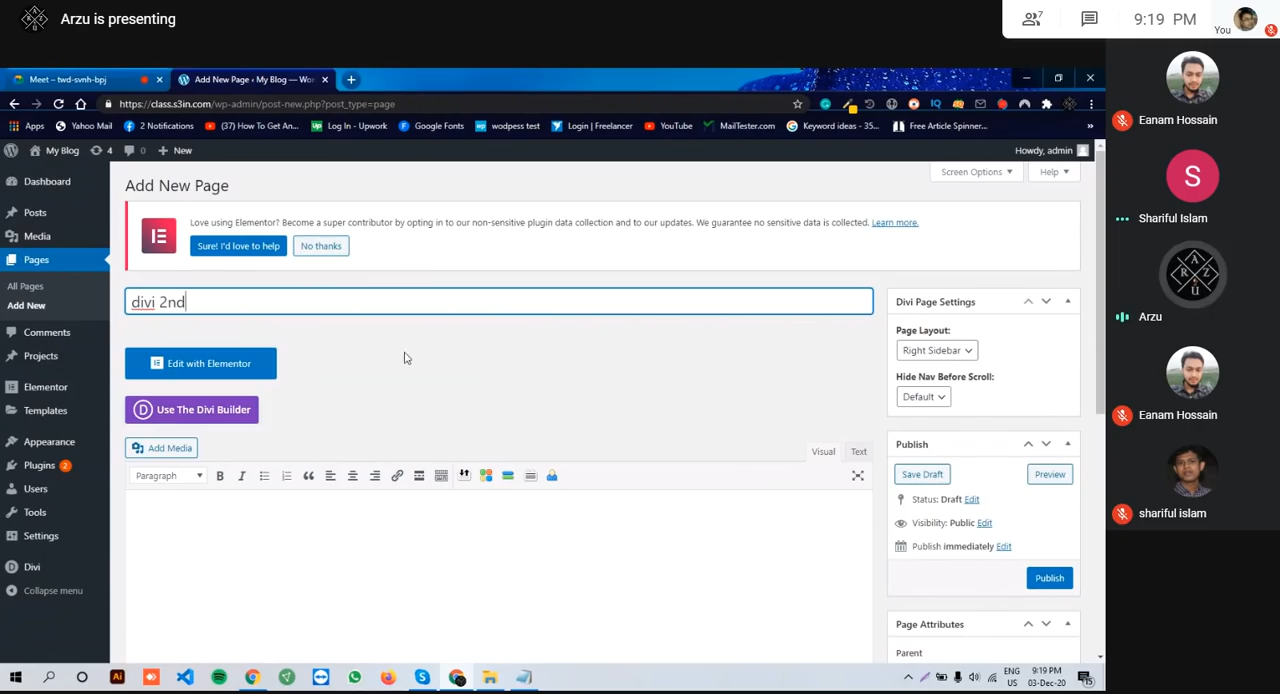 Arzu is presenting
7
9:19 PM
You
Meet – twd-svnh-bpj
Add New Page ‹ My Blog — Wor
https://class.s3in.com/wp-admin/post-new.php?post_type=page
Apps
Yahoo Mail
2 Notifications
(37) How To Get An...
Log In - Upwork
Google Fonts
wodpess test
Login | Freelancer
YouTube
MailTester.com
Keyword ideas - 35...
Free Article Spinner...
My Blog
4
0
New
Howdy, admin
Dashboard
Posts
Media
Pages
All Pages
Add New
Comments
Projects
Elementor
Templates
Appearance
Plugins 2
Users
Tools
Settings
Divi
Collapse menu
Add New Page
Screen Options
Help
Love using Elementor? Become a super contributor by opting in to our non-sensitive plugin data collection and to our updates. We guarantee no sensitive data is collected. Learn more.
Sure! I'd love to help
No thanks
divi 2nd
Edit with Elementor
D Use The Divi Builder
Add Media
Visual
Text
Paragraph
B
I
Divi Page Settings
Page Layout:
Right Sidebar
Hide Nav Before Scroll:
Default
Publish
Save Draft
Preview
Status: Draft Edit
Visibility: Public Edit
Publish immediately Edit
Publish
Page Attributes
Parent
Eanam Hossain
S
Shariful Islam
A
R Z
U
Arzu
Eanam Hossain
shariful islam
Ai
ENG
US
9:19 PM
03-Dec-20
15